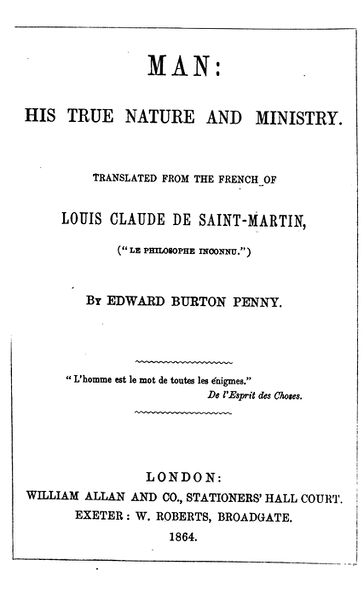 MAN:
HIS TRUE NATURE AND MINISTRY.
TRANSLATED FROM THE FRENCH OF
LOUIS CLAUDE DE SAINT-MARTIN,
("LE PHILOSOPHE INCONNU.")
BY EDWARD BURTON PENNY.
"L'homme est le mot de toutes les énigmes."
De l'Esprit des Choses.
LONDON:
WILLIAM ALLAN AND CO., STATIONERS' HALL COURT.
EXETER: W. ROBERTS, BROADGATE.
1864.